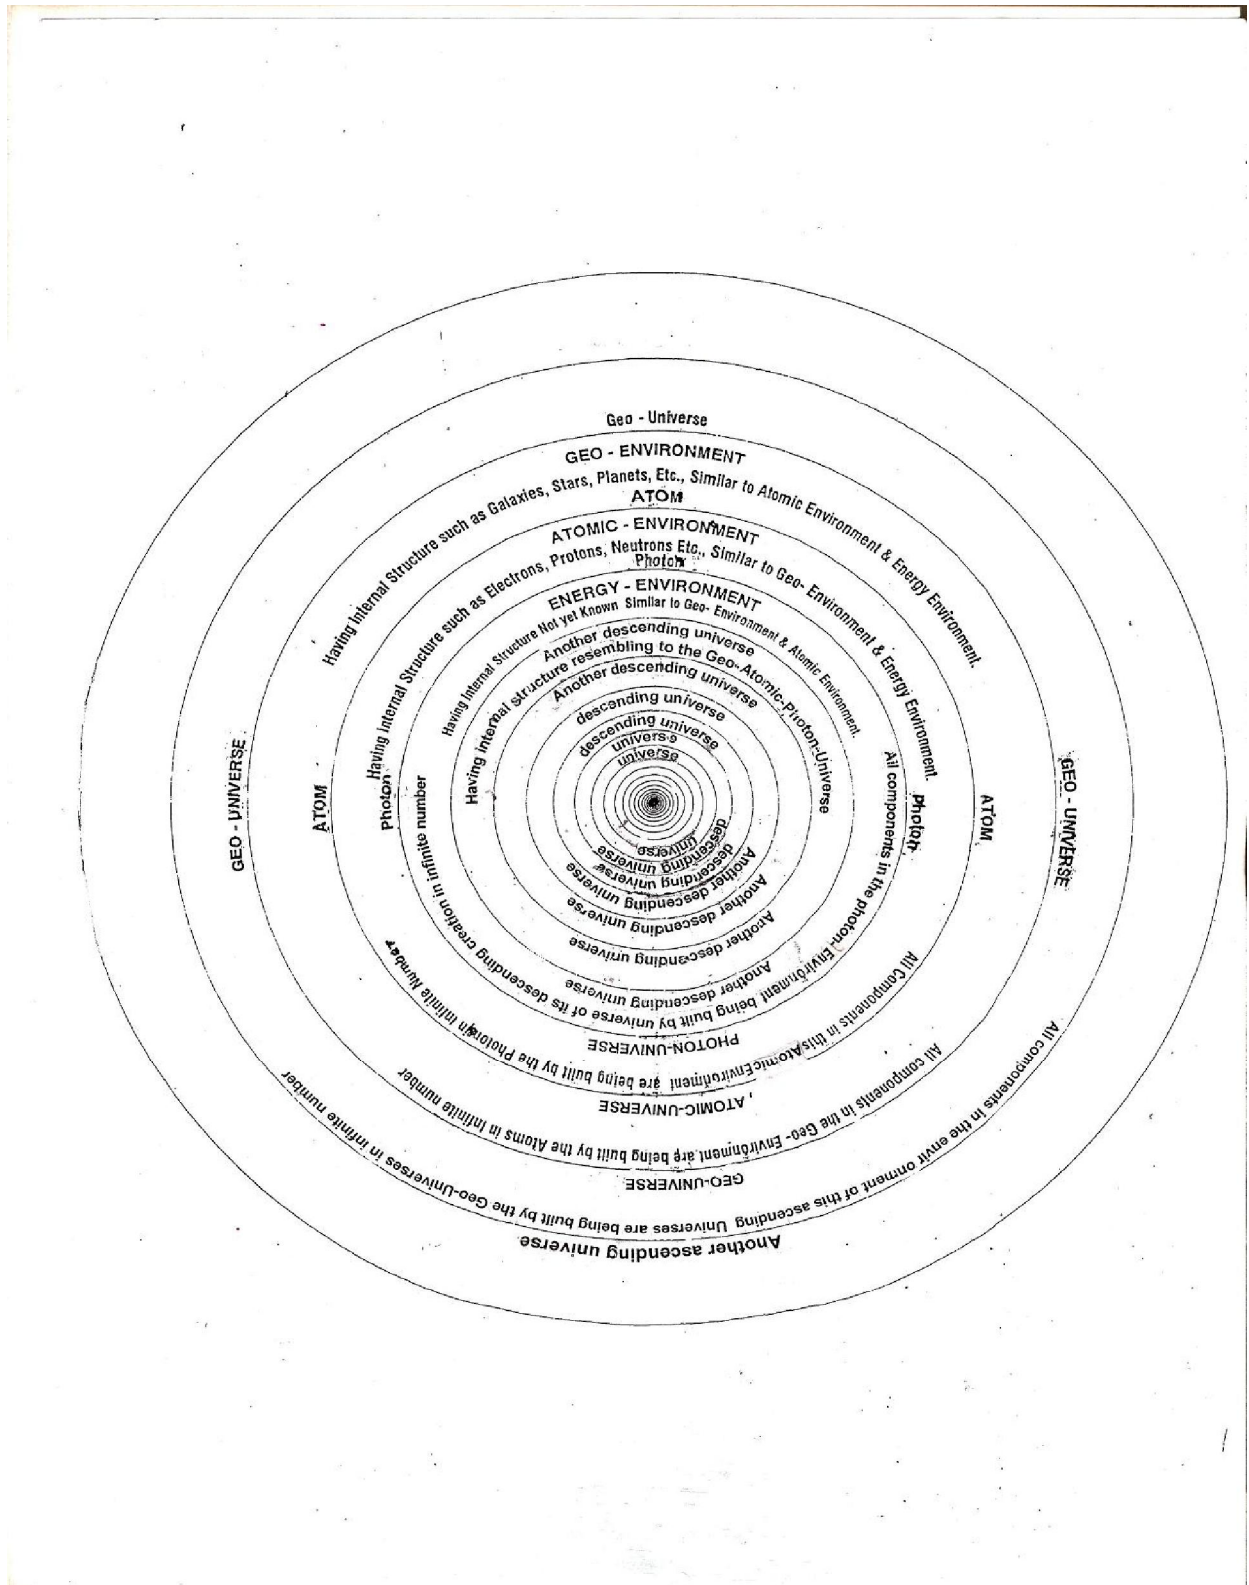 Geo - Universe
GEO - ENVIRONMENT
Having Internal Structure such as Galaxies, Stars, Planets, Etc., Similar to Atomic Environment & Energy Environment.
ATOM
ATOMIC - ENVIRONMENT
Having Internal Structure such as Electrons, Protons, Neutrons Etc., Similar to Geo- Environment & Energy Environment.
Photon
ENERGY - ENVIRONMENT
Having Internal Structure Not yet Known Similar to Geo- Environment & Atomic Environment.
Another descending universe
Having internal structure resembling to the Geo-Atomic-Photon-Universe
Another descending universe
descending universe
descending universe
universe
universe
GEO - UNIVERSE
ATOM
Photon
Photon
ATOM
GEO - UNIVERSE
Universe
descending universe
descending universe
Another descending universe
Another descending universe
Another descending universe
Another descending universe
All components in the photon-Environment being built by universe of its descending creation in infinite number
PHOTON-UNIVERSE
All Components in this Atomic Environment are being built by the Photons in Infinite Number
ATOMIC-UNIVERSE
All components in the Geo- Environment are being built by the Atoms in Infinite number
GEO-UNIVERSE
All components in the envir onment of this ascending Universes are being built by the Geo-Universes in infinite number
Another ascending universe